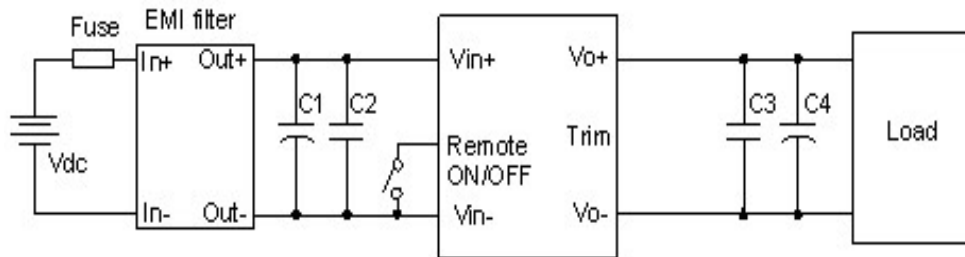 Fuse
EMI filter
In+
Out+
Vdc
In-
Out-
C1
C2
Vin+
Vo+
Remote
ON/OFF
Trim
Vin-
Vo-
C3
C4
Load